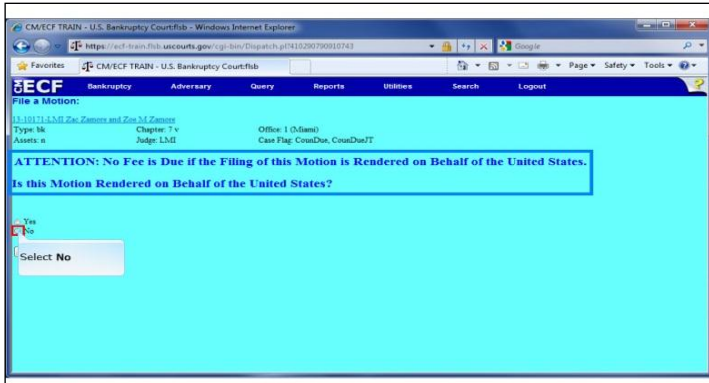 CM/ECF TRAIN - U.S. Bankruptcy Court:flsb - Windows Internet Explorer
https://ecf-train.flsb.uscourts.gov/cgi-bin/Dispatch.pl?410290790910743 Google
Favorites CM/ECF TRAIN - U.S. Bankruptcy Court:flsb Page Safety Tools
ECF Bankruptcy Adversary Query Reports Utilities Search Logout ?
File a Motion:
13-10171-LMI Zac Zamore and Zoe M Zamore
Type: bk Chapter: 7 v Office: 1 (Miami)
Assets: n Judge: LMI Case Flag: CounDue, CounDueJT
ATTENTION: No Fee is Due if the Filing of this Motion is Rendered on Behalf of the United States.
Is this Motion Rendered on Behalf of the United States?
Yes
No
Select No